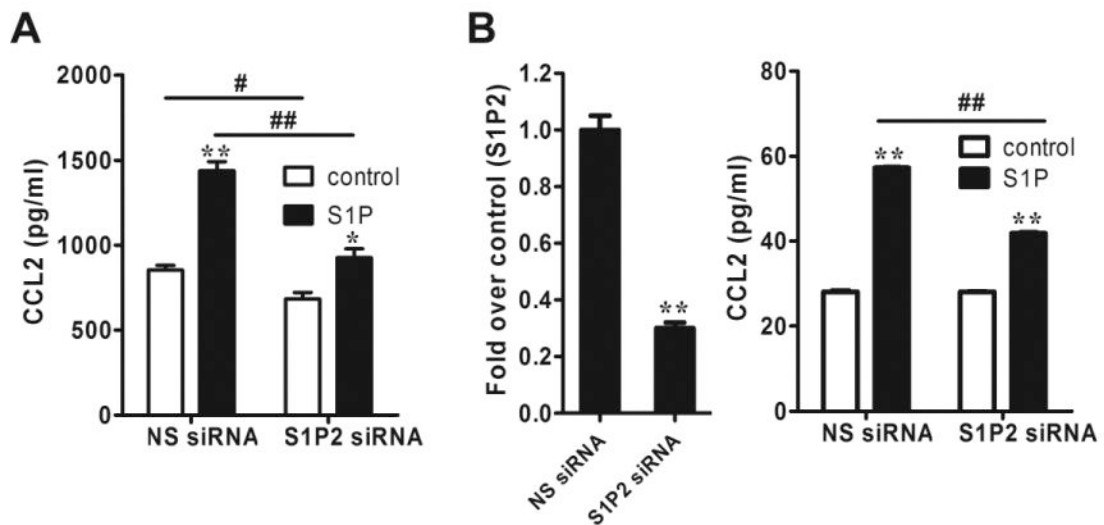 A
CCL2 (pg/ml)
2000
1500
1000
500
0
#
##
**
*
control
S1P
NS siRNA
S1P2 siRNA
B
Fold over control (S1P2)
1.2
1.0
0.8
0.6
0.4
0.2
0.0
**
NS siRNA
S1P2 siRNA
CCL2 (pg/ml)
80
60
40
20
0
##
**
**
control
S1P
NS siRNA
S1P2 siRNA